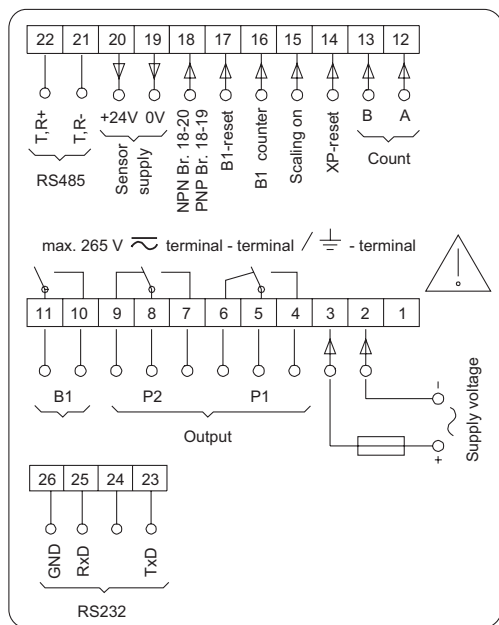 22 21 20 19 18 17 16 15 14 13 12
T,R+
T,R-
+24V 0V
NPN Br. 18-20
PNP Br. 18-19
B1-reset
B1 counter
Scaling on
XP-reset
B
A
RS485
Sensor
supply
Count
max. 265 V terminal - terminal / - terminal
11 10 9 8 7 6 5 4 3 2 1
B1
P2
P1
Output
-
+
Supply voltage
26 25 24 23
GND
RxD
TxD
RS232